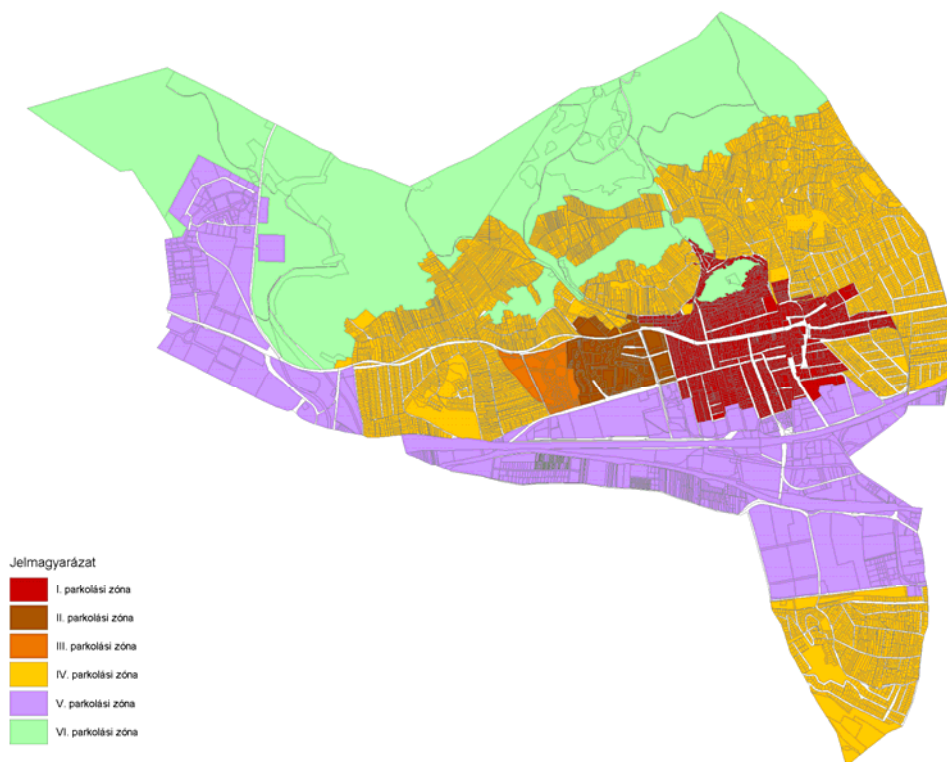 Jelmagyarázat
I. parkolási zóna
II. parkolási zóna
III. parkolási zóna
IV. parkolási zóna
V. parkolási zóna
VI. parkolási zóna